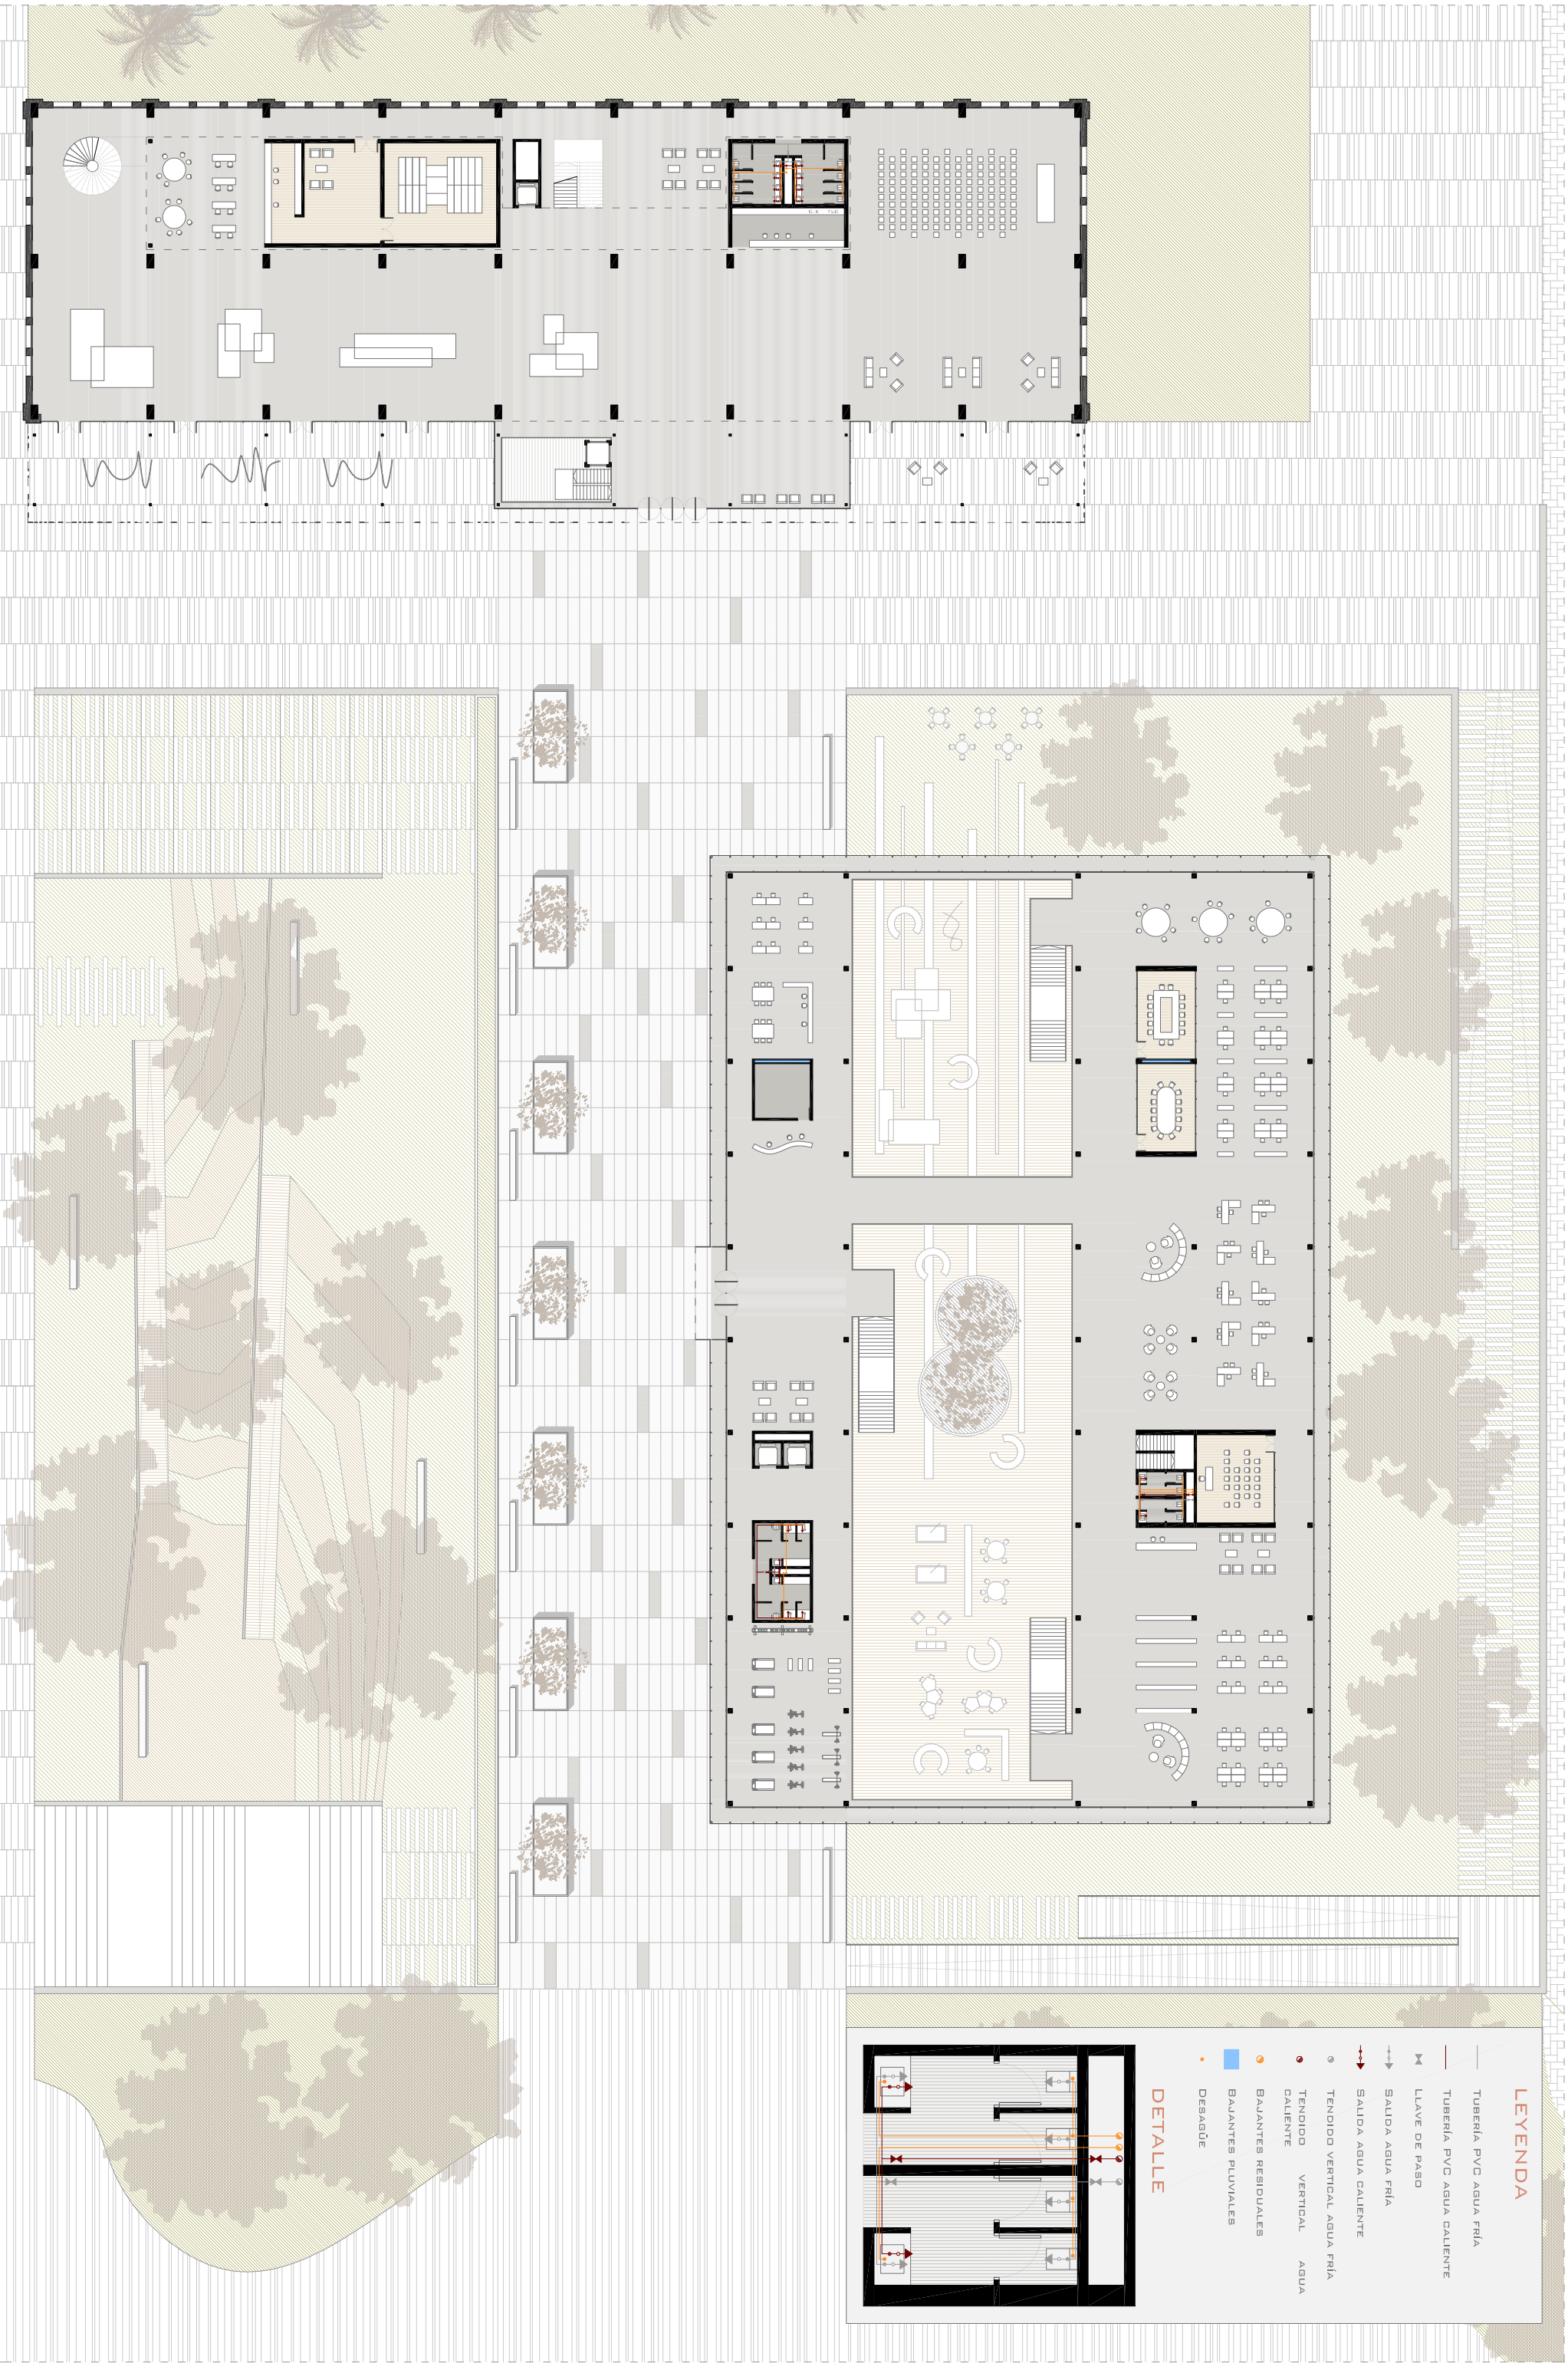 LEYENDA
TUBERÍA PVC AGUA FRÍA
TUBERÍA PVC AGUA CALIENTE
LLAVE DE PASO
SALIDA AGUA FRÍA
SALIDA AGUA CALIENTE
TENDIDO VERTICAL AGUA FRÍA
TENDIDO VERTICAL AGUA
CALIENTE
BAJANTES RESIDUALES
BAJANTES PLUVIALES
DESAGÜE
DETALLE